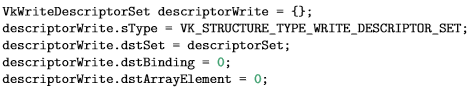 VkWriteDescriptorSet descriptorWrite = {};
descriptorWrite.sType = VK_STRUCTURE_TYPE_WRITE_DESCRIPTOR_SET;
descriptorWrite.dstSet = descriptorSet;
descriptorWrite.dstBinding = 0;
descriptorWrite.dstArrayElement = 0;